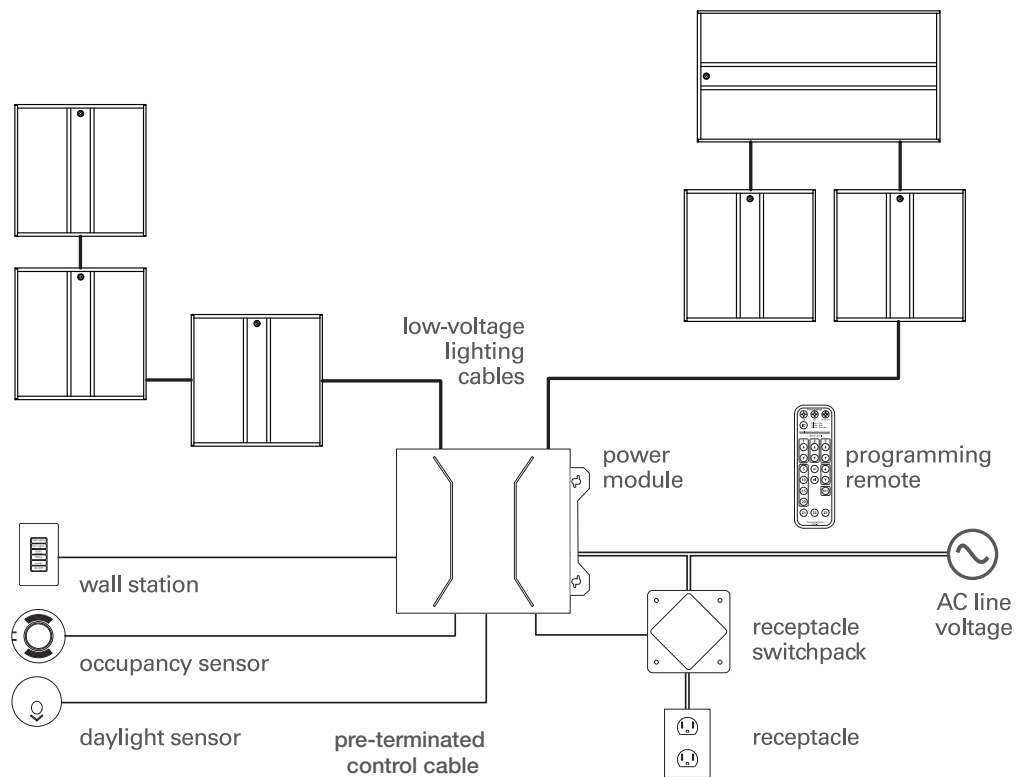 low-voltage
lighting
cables
power
module
programming
remote
wall station
AC line
voltage
occupancy sensor
receptacle
switchpack
daylight sensor
pre-terminated
control cable
receptacle